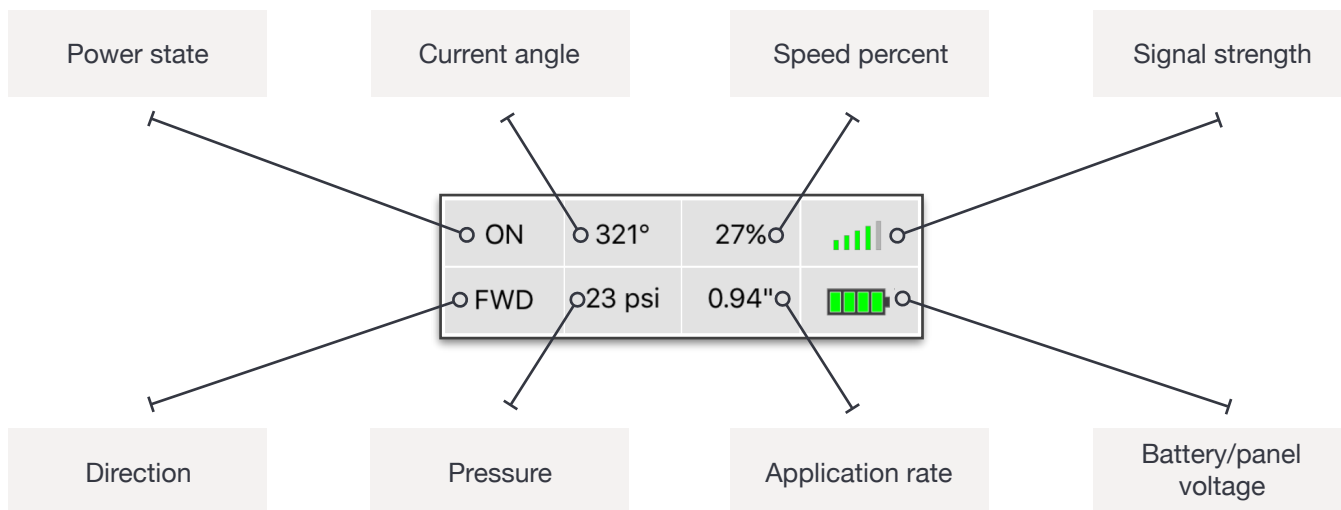 Power state
Current angle
Speed percent
Signal strength
ON
321°
27%
FWD
23 psi
0.94"
Direction
Pressure
Application rate
Battery/panel
voltage